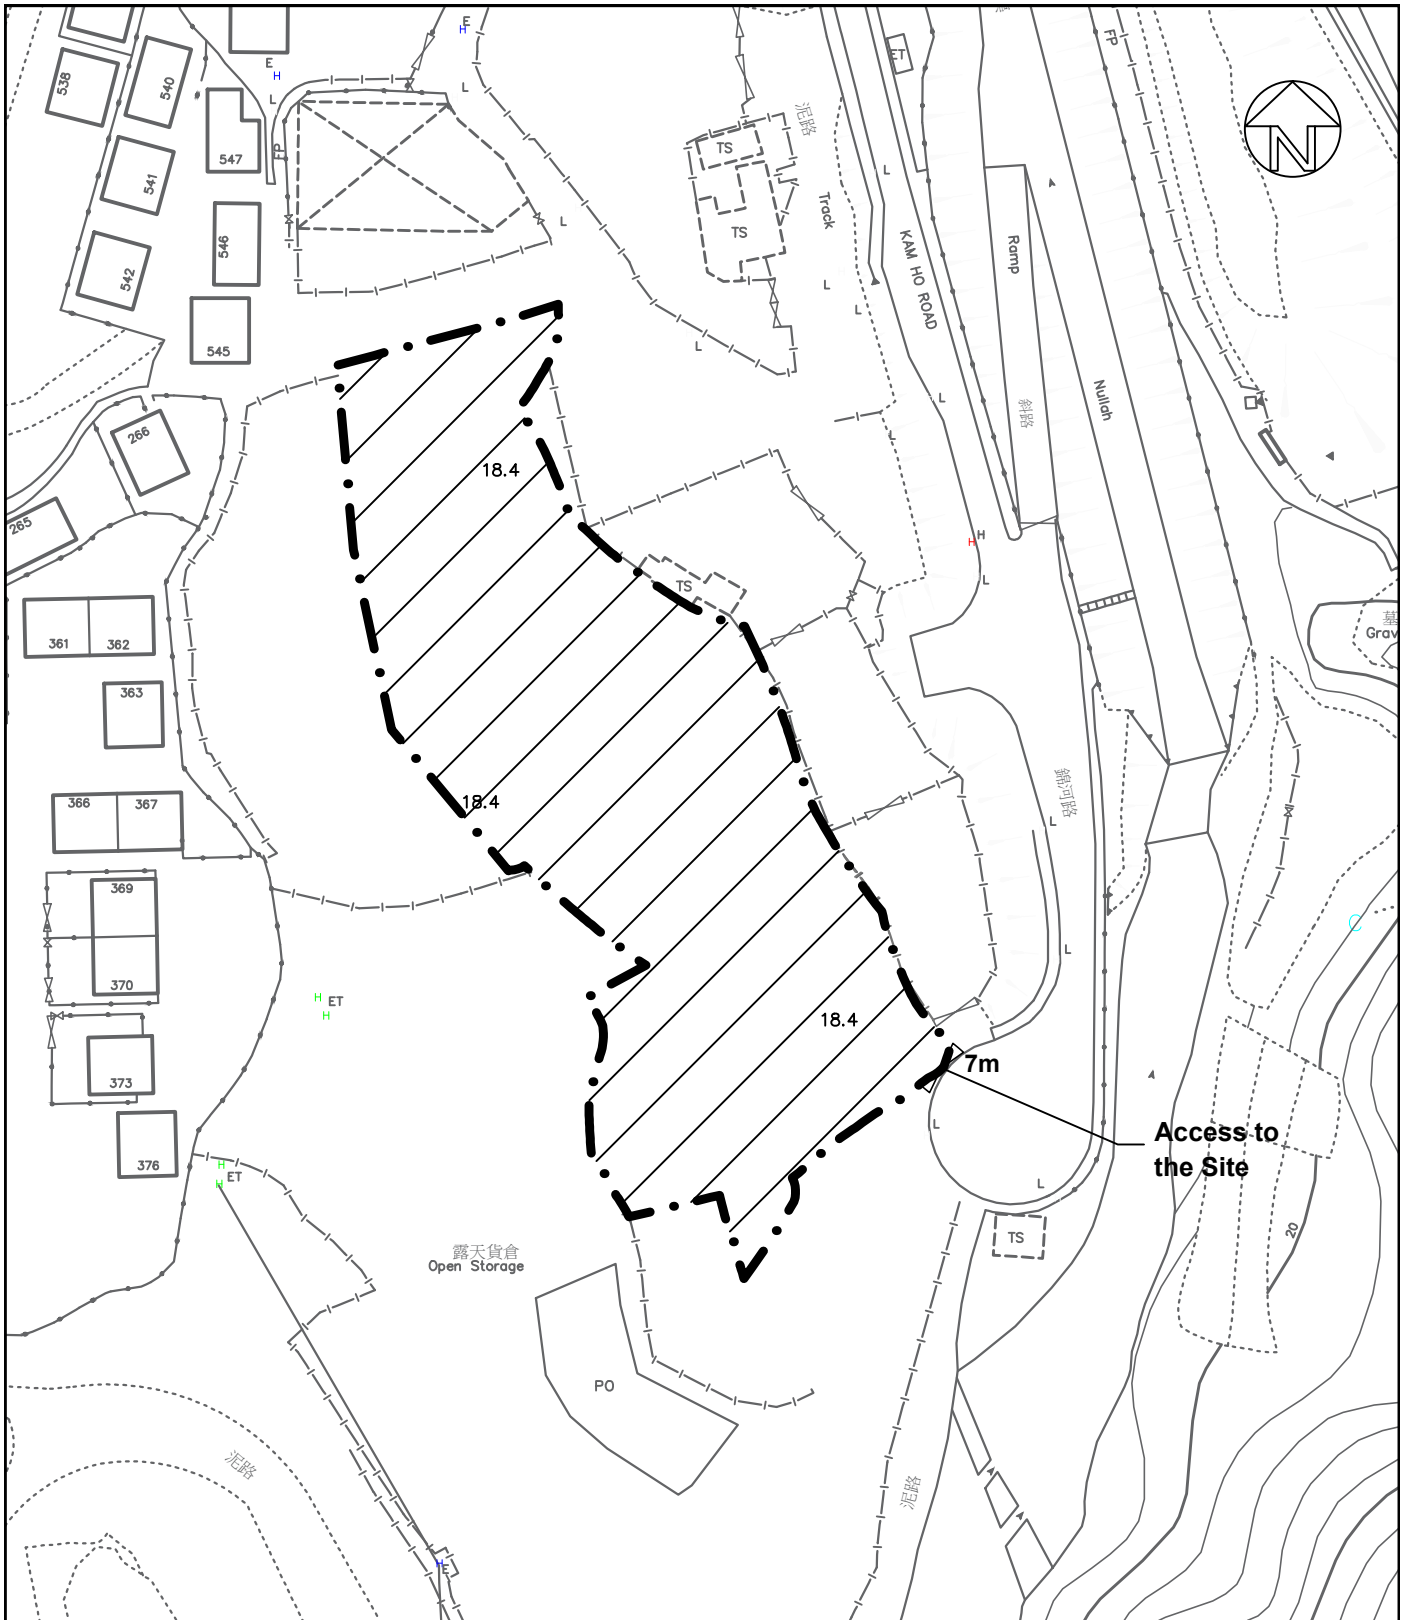 538
540
541
542
547
546
545
E
H
L
FP
E
H
L
L
N
TS
TS
泥路
Track
L
L
L
L
ET
KAM HO ROAD
Ramp
斜路
Nullah
FP
L
L
266
265
18.4
H
H
L
TS
361
362
363
366
367
369
370
373
376
18.4
錦河路
L
L
墓
Grav
C
H
ET
H
18.4
7m
Access to
the Site
L
L
H
ET
H
TS
20
露天貨倉
Open Storage
PO
泥路
泥路
H
E